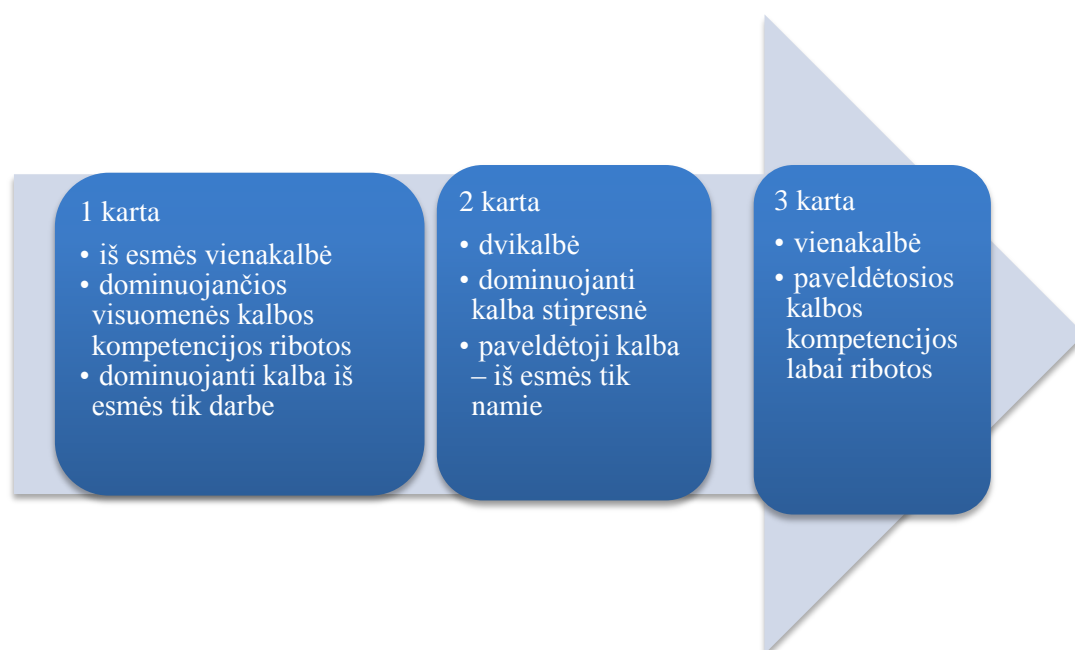 1 karta
• iš esmės vienakalbė
• dominuojančios
visuomenės kalbos
kompetencijos ribotos
• dominuojanti kalba iš
esmės tik darbe
2 karta
• dvikalbė
• dominuojanti
kalba stipresnė
• paveldėtoji kalba
– iš esmės tik
namie
3 karta
• vienakalbė
• paveldėtosios
kalbos
kompetencijos
labai ribotos